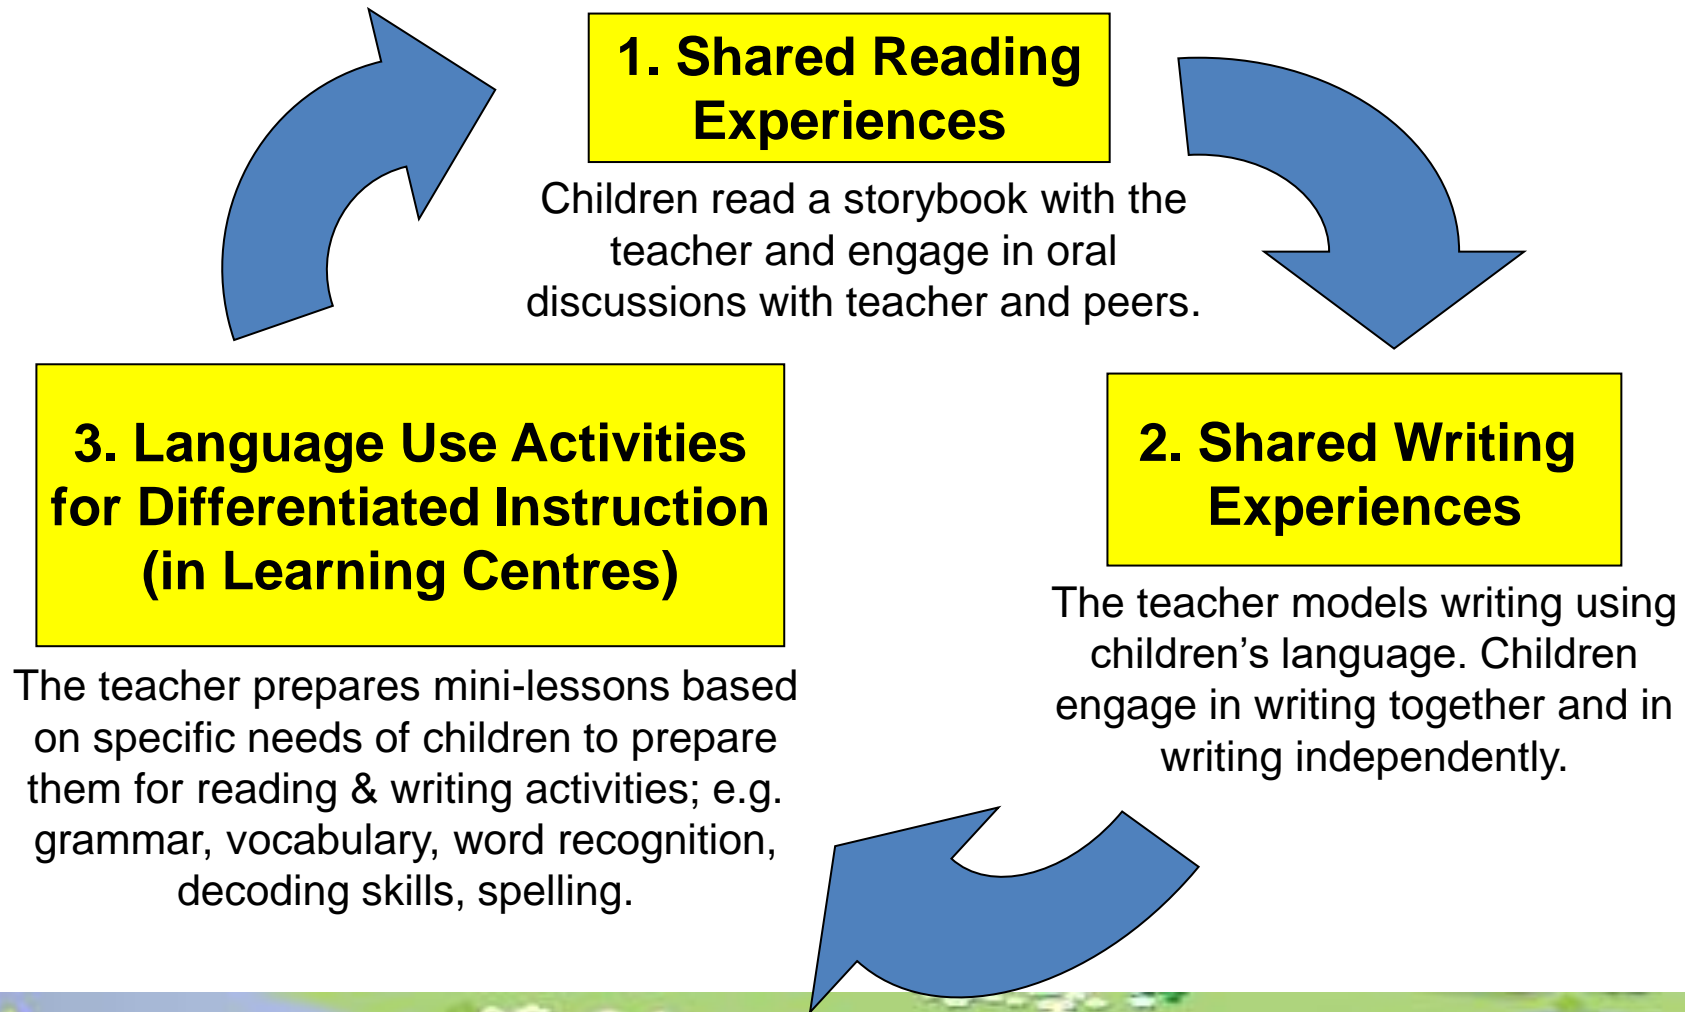 1. Shared Reading
Experiences
Children read a storybook with the
teacher and engage in oral
discussions with teacher and peers.
2. Shared Writing
Experiences
The teacher models writing using
children’s language. Children
engage in writing together and in
writing independently.
3. Language Use Activities
for Differentiated Instruction
(in Learning Centres)
The teacher prepares mini-lessons based
on specific needs of children to prepare
them for reading & writing activities; e.g.
grammar, vocabulary, word recognition,
decoding skills, spelling.